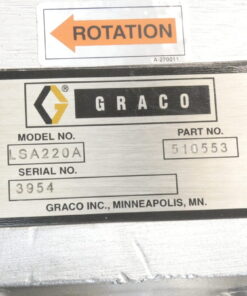 ROTATION
A-270011
GRACO
MODEL NO. PART NO.
LSA220A 510553
SERIAL NO.
3954
GRACO INC., MINNEAPOLIS, MN.